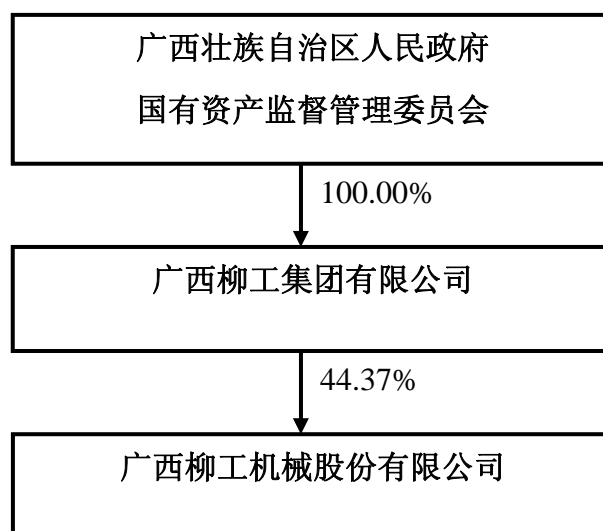 广西壮族自治区人民政府
国有资产监督管理委员会
100.00%
广西柳工集团有限公司
44.37%
广西柳工机械股份有限公司